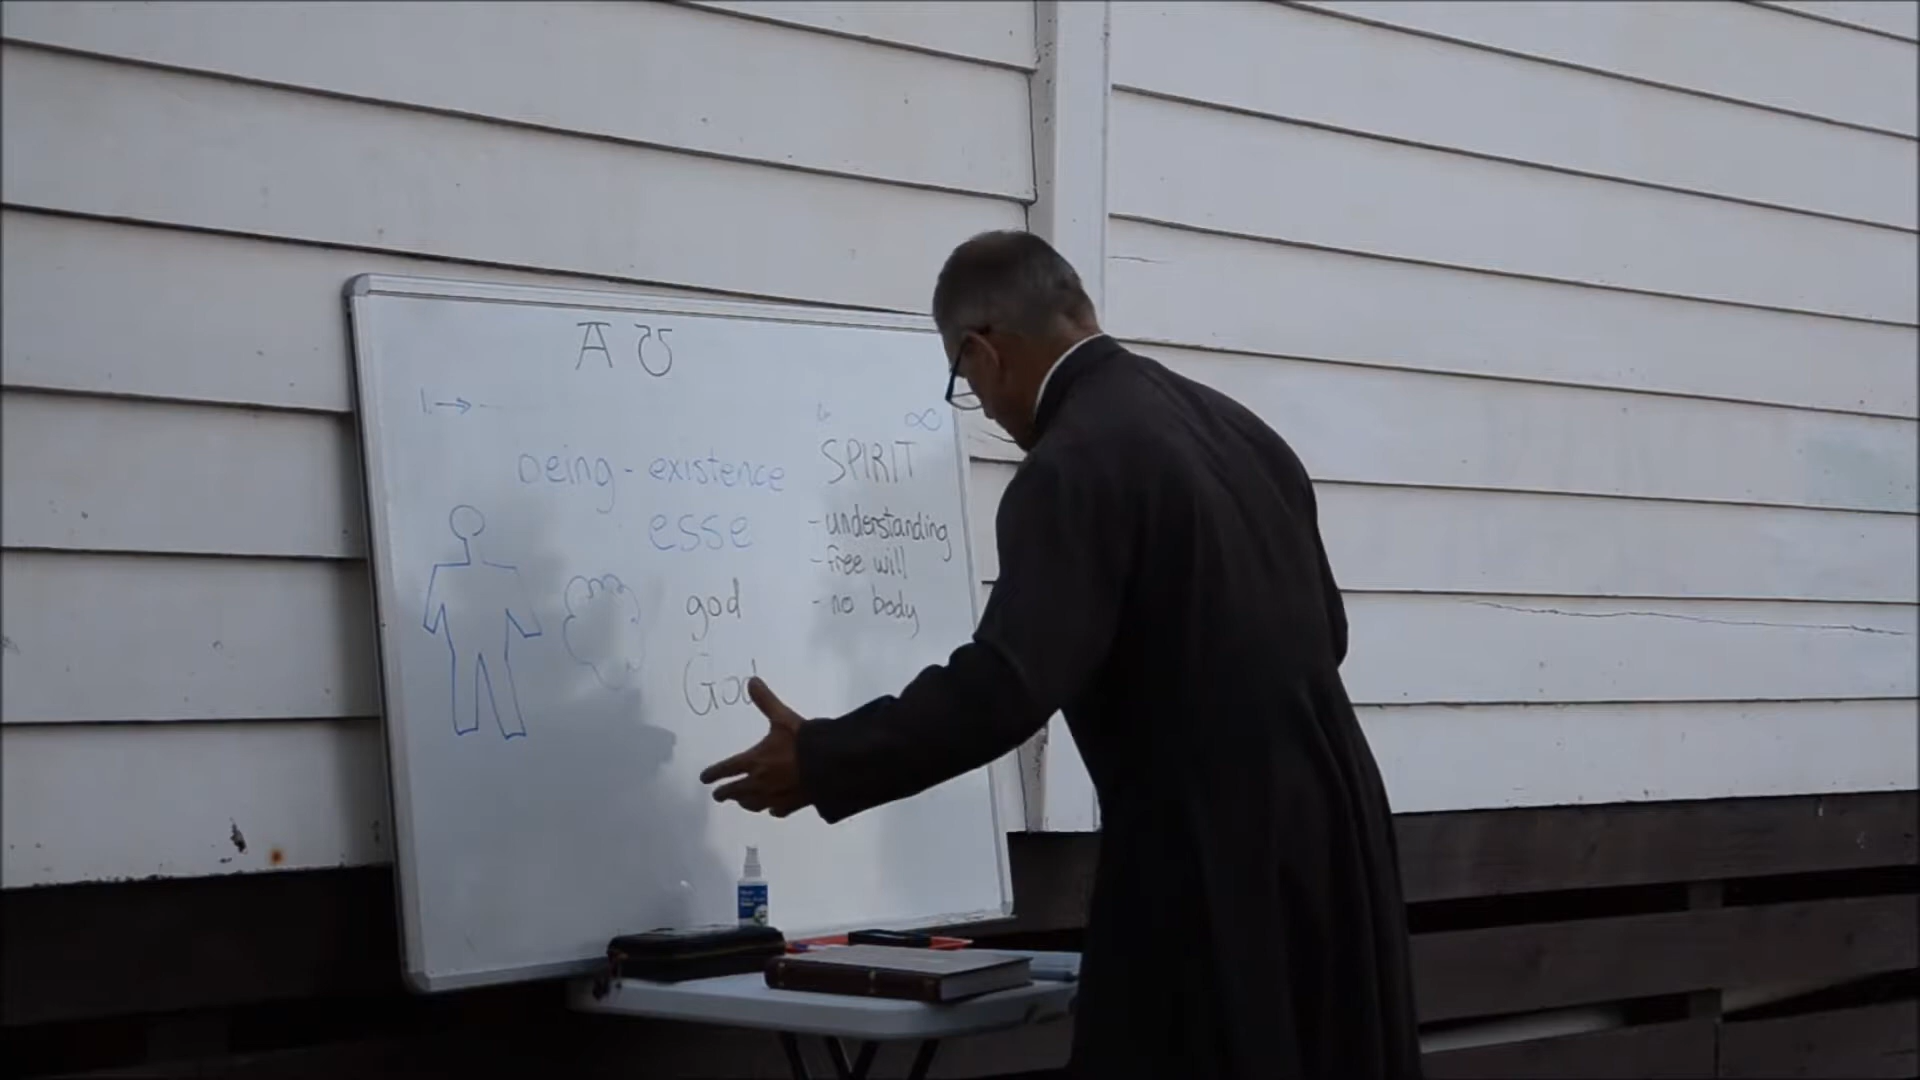 A Ʊ
1. →
∞
being - existence
SPIRIT
esse
- understanding
- free will
- no body
god
God